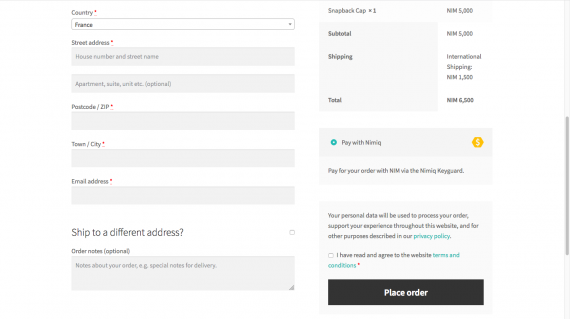 Country *
France
Street address *
House number and street name
Apartment, suite, unit etc. (optional)
Postcode / ZIP *
Town / City *
Email address *
Ship to a different address?
Order notes (optional)
Notes about your order, e.g. special notes for delivery.
Snapback Cap × 1 NIM 5,000
Subtotal NIM 5,000
Shipping International
Shipping:
NIM 1,500
Total NIM 6,500
Pay with Nimiq
Pay for your order with NIM via the Nimiq Keyguard.
Your personal data will be used to process your order,
support your experience throughout this website, and for
other purposes described in our privacy policy.
I have read and agree to the website terms and
conditions *
Place order